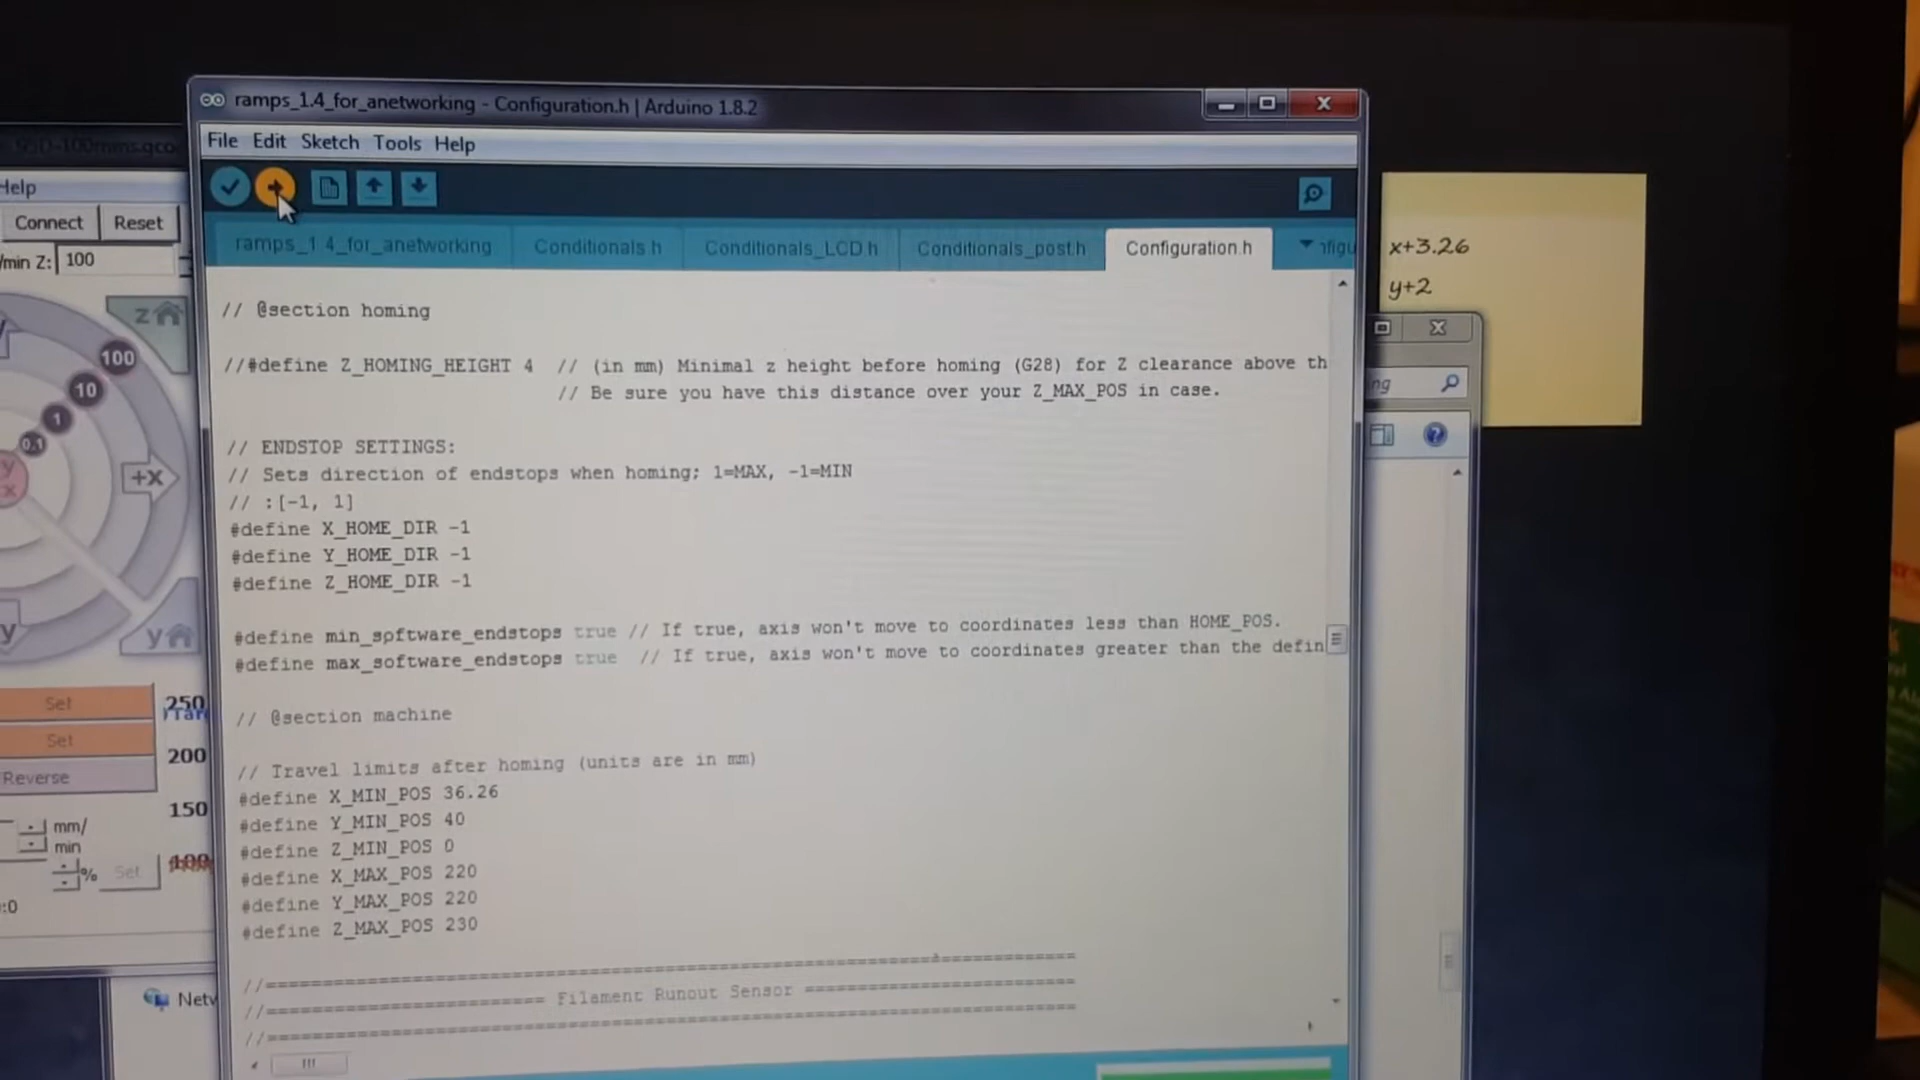 ramps_1.4_for_anetworking - Configuration.h | Arduino 1.8.2
File Edit Sketch Tools Help
ramps_1.4_for_anetworking Conditionals.h Conditionals_LCD.h Conditionals_post.h Configuration.h
// @section homing
//#define Z_HOMING_HEIGHT 4 // (in mm) Minimal z height before homing (G28) for Z clearance above th
// Be sure you have this distance over your Z_MAX_POS in case.
// ENDSTOP SETTINGS:
// Sets direction of endstops when homing; 1=MAX, -1=MIN
// :[-1, 1]
#define X_HOME_DIR -1
#define Y_HOME_DIR -1
#define Z_HOME_DIR -1
#define min_software_endstops true // If true, axis won't move to coordinates less than HOME_POS.
#define max_software_endstops true // If true, axis won't move to coordinates greater than the defin
// @section machine
// Travel limits after homing (units are in mm)
#define X_MIN_POS 36.26
#define Y_MIN_POS 40
#define Z_MIN_POS 0
#define X_MAX_POS 220
#define Y_MAX_POS 220
#define Z_MAX_POS 230
//======================================================================
//======================= Filament Runout Sensor =======================
//======================================================================
Help
Connect Reset
/min Z: 100
z
100
10
1
0.1
+X
y
x
y
y
Set
Set
Reverse
250
200
150
100
mm/
min
%
Set
:0
Netw
x+3.26
y+2
ng